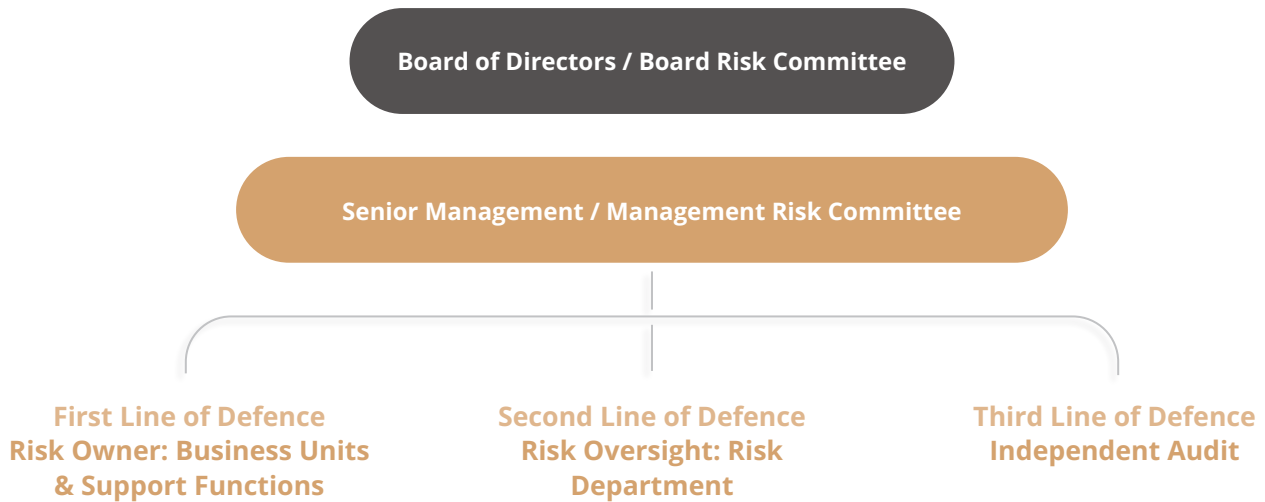 Board of Directors / Board Risk Committee
Senior Management / Management Risk Committee
First Line of Defence
Risk Owner: Business Units
& Support Functions
Second Line of Defence
Risk Oversight: Risk
Department
Third Line of Defence
Independent Audit